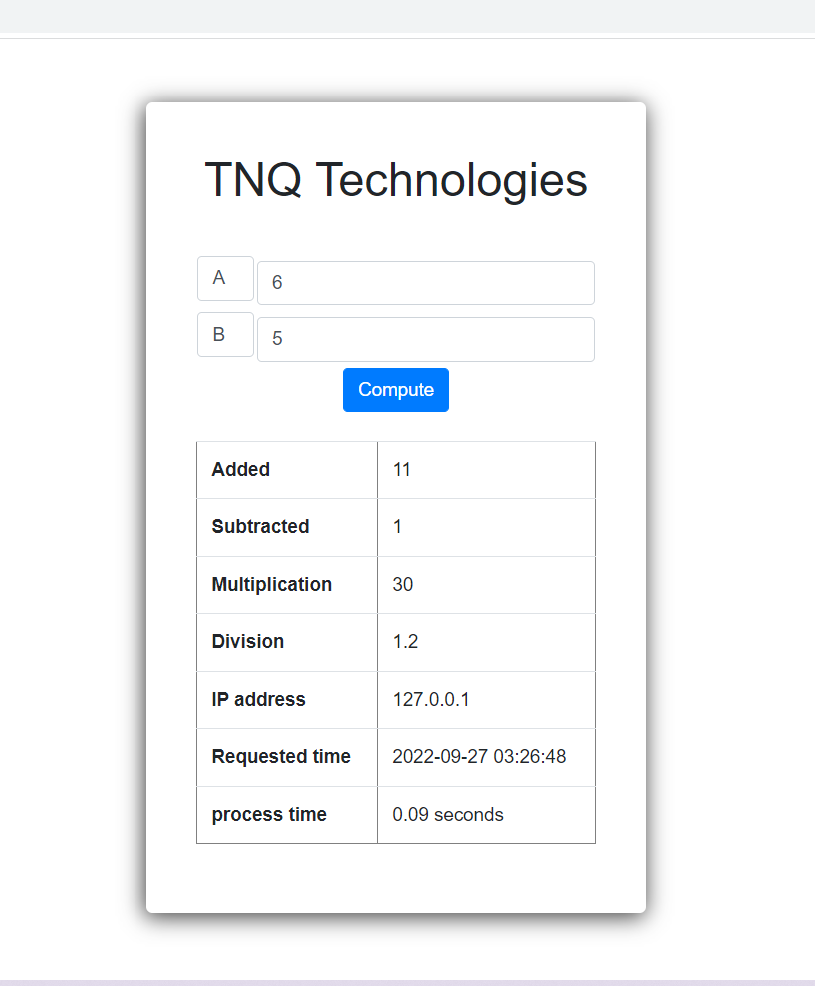 TNQ Technologies
A 6
B 5
Compute
Added 11
Subtracted 1
Multiplication 30
Division 1.2
IP address 127.0.0.1
Requested time 2022-09-27 03:26:48
process time 0.09 seconds